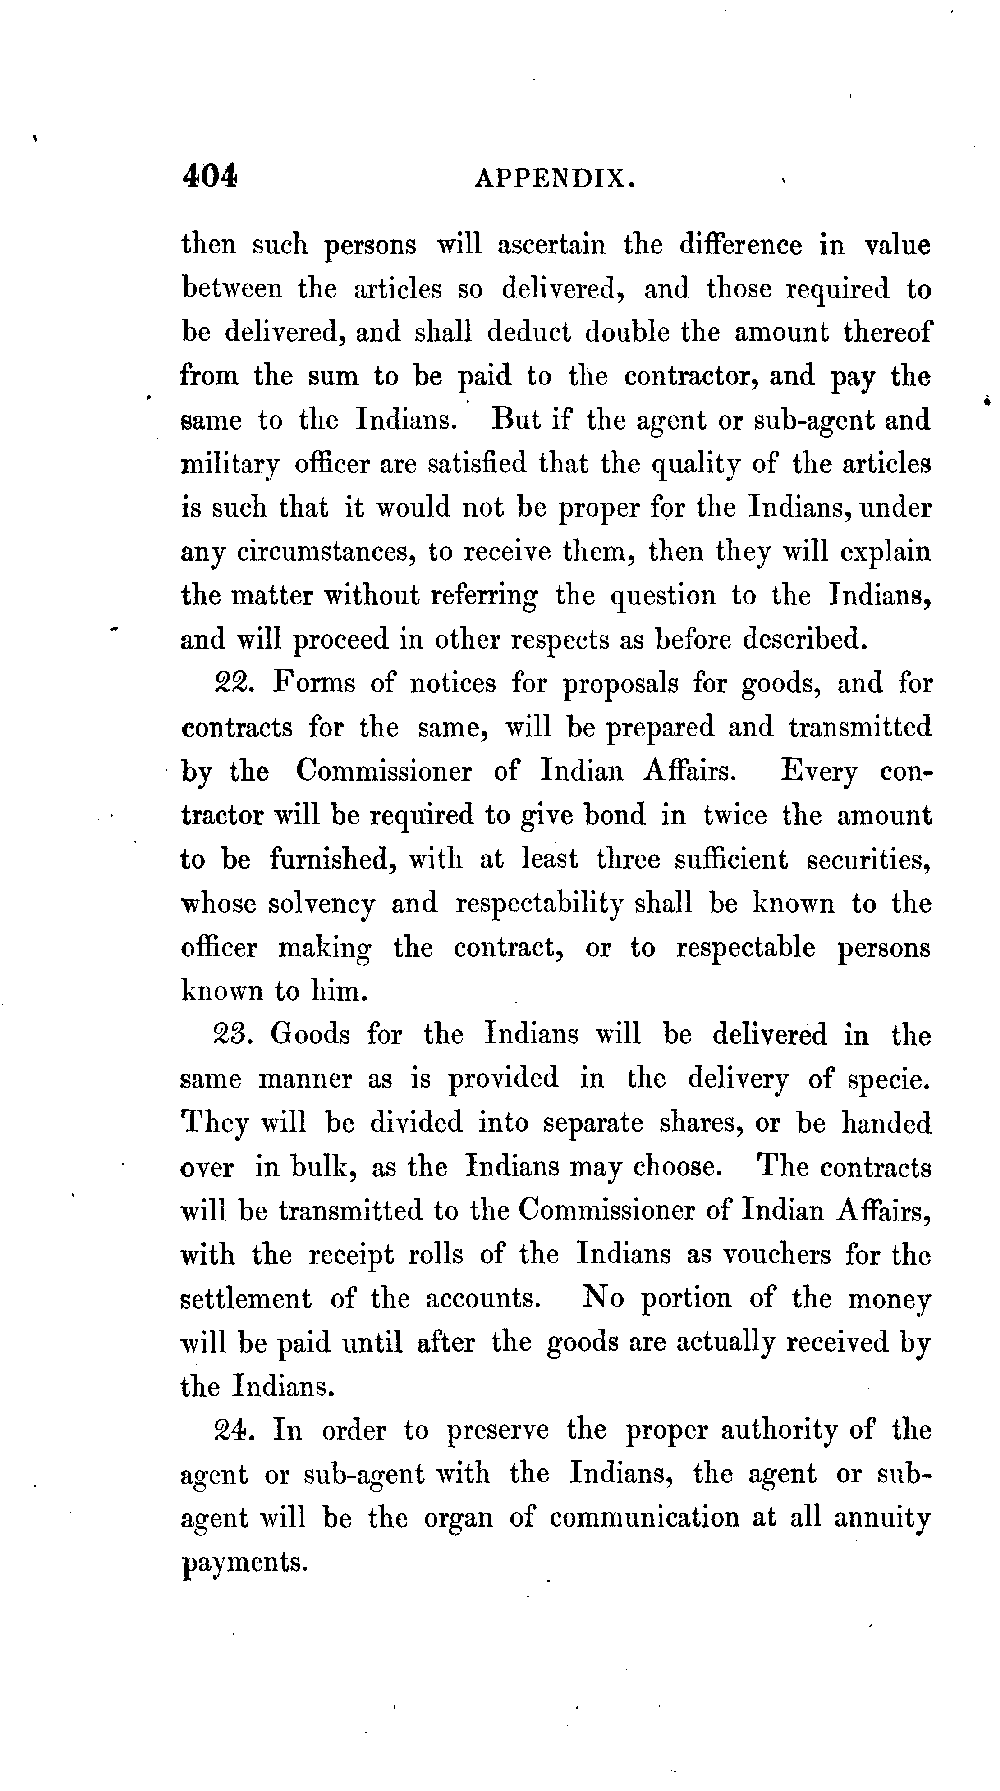 404 APPENDIX.
then such persons will ascertain the difference in value
between the articles so delivered, and those required to
be delivered, and shall deduct double the amount thereof
from the sum to be paid to the contractor, and pay the
same to the Indians. But if the agent or sub-agent and
military officer are satisfied that the quality of the articles
is such that it would not be proper for the Indians, under
any circumstances, to receive them, then they will explain
the matter without referring the question to the Indians,
and will proceed in other respects as before described.
22. Forms of notices for proposals for goods, and for
contracts for the same, will be prepared and transmitted
by the Commissioner of Indian Affairs. Every con-
tractor will be required to give bond in twice the amount
to be furnished, with at least three sufficient securities,
whose solvency and respectability shall be known to the
officer making the contract, or to respectable persons
known to him.
23. Goods for the Indians will be delivered in the
same manner as is provided in the delivery of specie.
They will be divided into separate shares, or be handed
over in bulk, as the Indians may choose. The contracts
will be transmitted to the Commissioner of Indian Affairs,
with the receipt rolls of the Indians as vouchers for the
settlement of the accounts. No portion of the money
will be paid until after the goods are actually received by
the Indians.
24. In order to preserve the proper authority of the
agent or sub-agent with the Indians, the agent or sub-
agent will be the organ of communication at all annuity
payments.